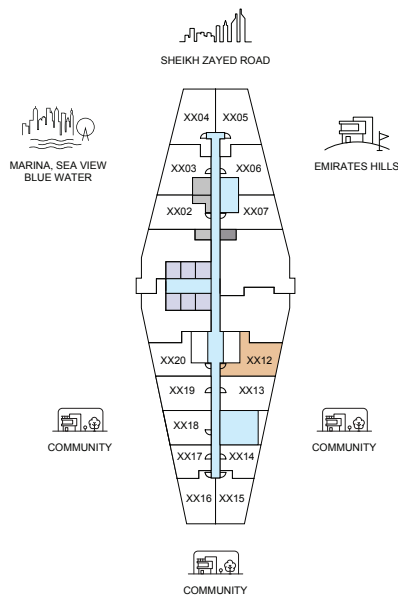 SHEIKH ZAYED ROAD
MARINA, SEA VIEW
BLUE WATER
EMIRATES HILLS
XX04
XX05
XX03
XX06
XX02
XX07
XX20
XX12
XX19
XX13
XX18
XX17
XX14
XX16
XX15
COMMUNITY
COMMUNITY
COMMUNITY